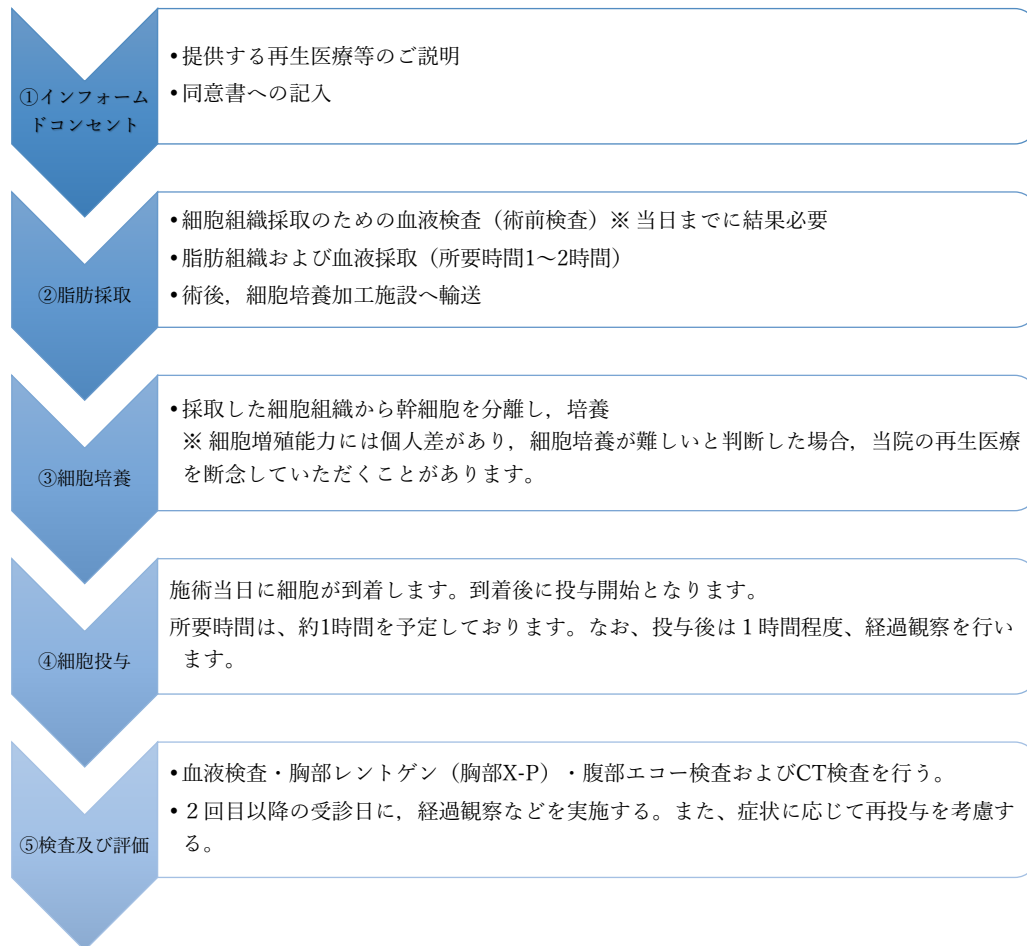 ①インフォーム
ドコンセント
•提供する再生医療等のご説明
•同意書への記入
②脂肪採取
•細胞組織採取のための血液検査（術前検査）※ 当日までに結果必要
•脂肪組織および血液採取（所要時間1～2時間）
•術後，細胞培養加工施設へ輸送
③細胞培養
•採取した細胞組織から幹細胞を分離し，培養
※ 細胞増殖能力には個人差があり，細胞培養が難しいと判断した場合，当院の再生医療
を断念していただくことがあります。
④細胞投与
施術当日に細胞が到着します。到着後に投与開始となります。
所要時間は、約1時間を予定しております。なお、投与後は１時間程度、経過観察を行い
ます。
⑤検査及び評価
•血液検査・胸部レントゲン（胸部X-P）・腹部エコー検査およびCT検査を行う。
•２回目以降の受診日に，経過観察などを実施する。また、症状に応じて再投与を考慮す
る。